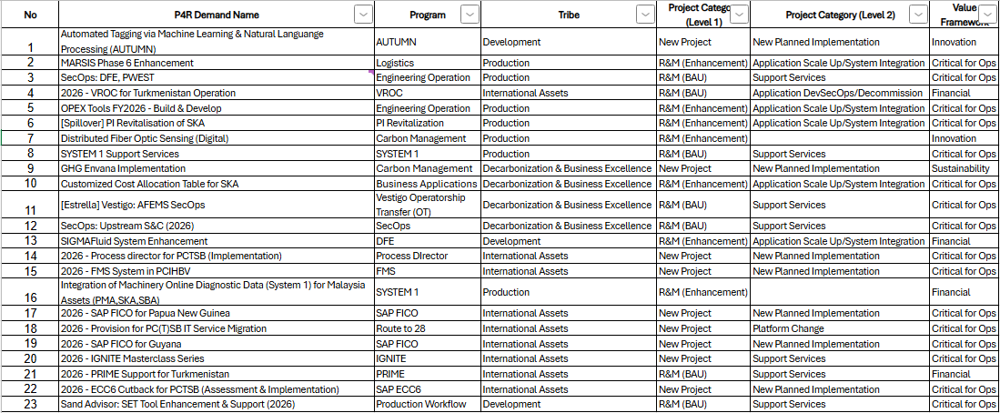 No P4R Demand Name Program Tribe Project Catego (Level 1) Project Category (Level 2) Value Framework
1 Automated Tagging via Machine Learning & Natural Languange Processing (AUTUMN) AUTUMN Development New Project New Planned Implementation Innovation
2 MARSIS Phase 6 Enhancement Logistics Production R&M (Enhancement) Application Scale Up/System Integration Critical for Ops
3 SecOps: DFE, PWEST Engineering Operation Production R&M (BAU) Support Services Critical for Ops
4 2026 - VROC for Turkmenistan Operation VROC International Assets R&M (BAU) Application DevSecOps/Decommission Financial
5 OPEX Tools FY2026 - Build & Develop Engineering Operation Production R&M (Enhancement) Application Scale Up/System Integration Critical for Ops
6 [Spillover] PI Revitalisation of SKA PI Revitalization Production R&M (Enhancement) Application Scale Up/System Integration Critical for Ops
7 Distributed Fiber Optic Sensing (Digital) Carbon Management Production R&M (Enhancement) Innovation
8 SYSTEM 1 Support Services SYSTEM 1 Production R&M (BAU) Support Services Critical for Ops
9 GHG Envana Implementation Carbon Management Decarbonization & Business Excellence New Project New Planned Implementation Sustainability
10 Customized Cost Allocation Table for SKA Business Applications Decarbonization & Business Excellence R&M (Enhancement) Application Scale Up/System Integration Critical for Ops
11 [Estrella] Vestigo: AFEMS SecOps Vestigo Operatorship Transfer (OT) Decarbonization & Business Excellence R&M (BAU) Support Services Critical for Ops
12 SecOps: Upstream S&C (2026) SecOps Decarbonization & Business Excellence R&M (BAU) Support Services Critical for Ops
13 SIGMAFluid System Enhancement DFE Development R&M (Enhancement) Application Scale Up/System Integration Financial
14 2026 - Process director for PCTSB (Implementation) Process DIrector International Assets New Project New Planned Implementation Critical for Ops
15 2026 - FMS System in PCIHBV FMS International Assets New Project New Planned Implementation Critical for Ops
16 Integration of Machinery Online Diagnostic Data (System 1) for Malaysia Assets (PMA,SKA,SBA) SYSTEM 1 Production R&M (Enhancement) Financial
17 2026 - SAP FICO for Papua New Guinea SAP FICO International Assets New Project New Planned Implementation Critical for Ops
18 2026 - Provision for PC(T)SB IT Service Migration Route to 28 International Assets New Project Platform Change Critical for Ops
19 2026 - SAP FICO for Guyana SAP FICO International Assets New Project New Planned Implementation Critical for Ops
20 2026 - IGNITE Masterclass Series IGNITE International Assets New Project Support Services Critical for Ops
21 2026 - PRIME Support for Turkmenistan PRIME International Assets R&M (BAU) Support Services Financial
22 2026 - ECC6 Cutback for PCTSB (Assessment & Implementation) SAP ECC6 International Assets New Project New Planned Implementation Critical for Ops
23 Sand Advisor: SET Tool Enhancement & Support (2026) Production Workflow Development R&M (BAU) Support Services Critical for Ops